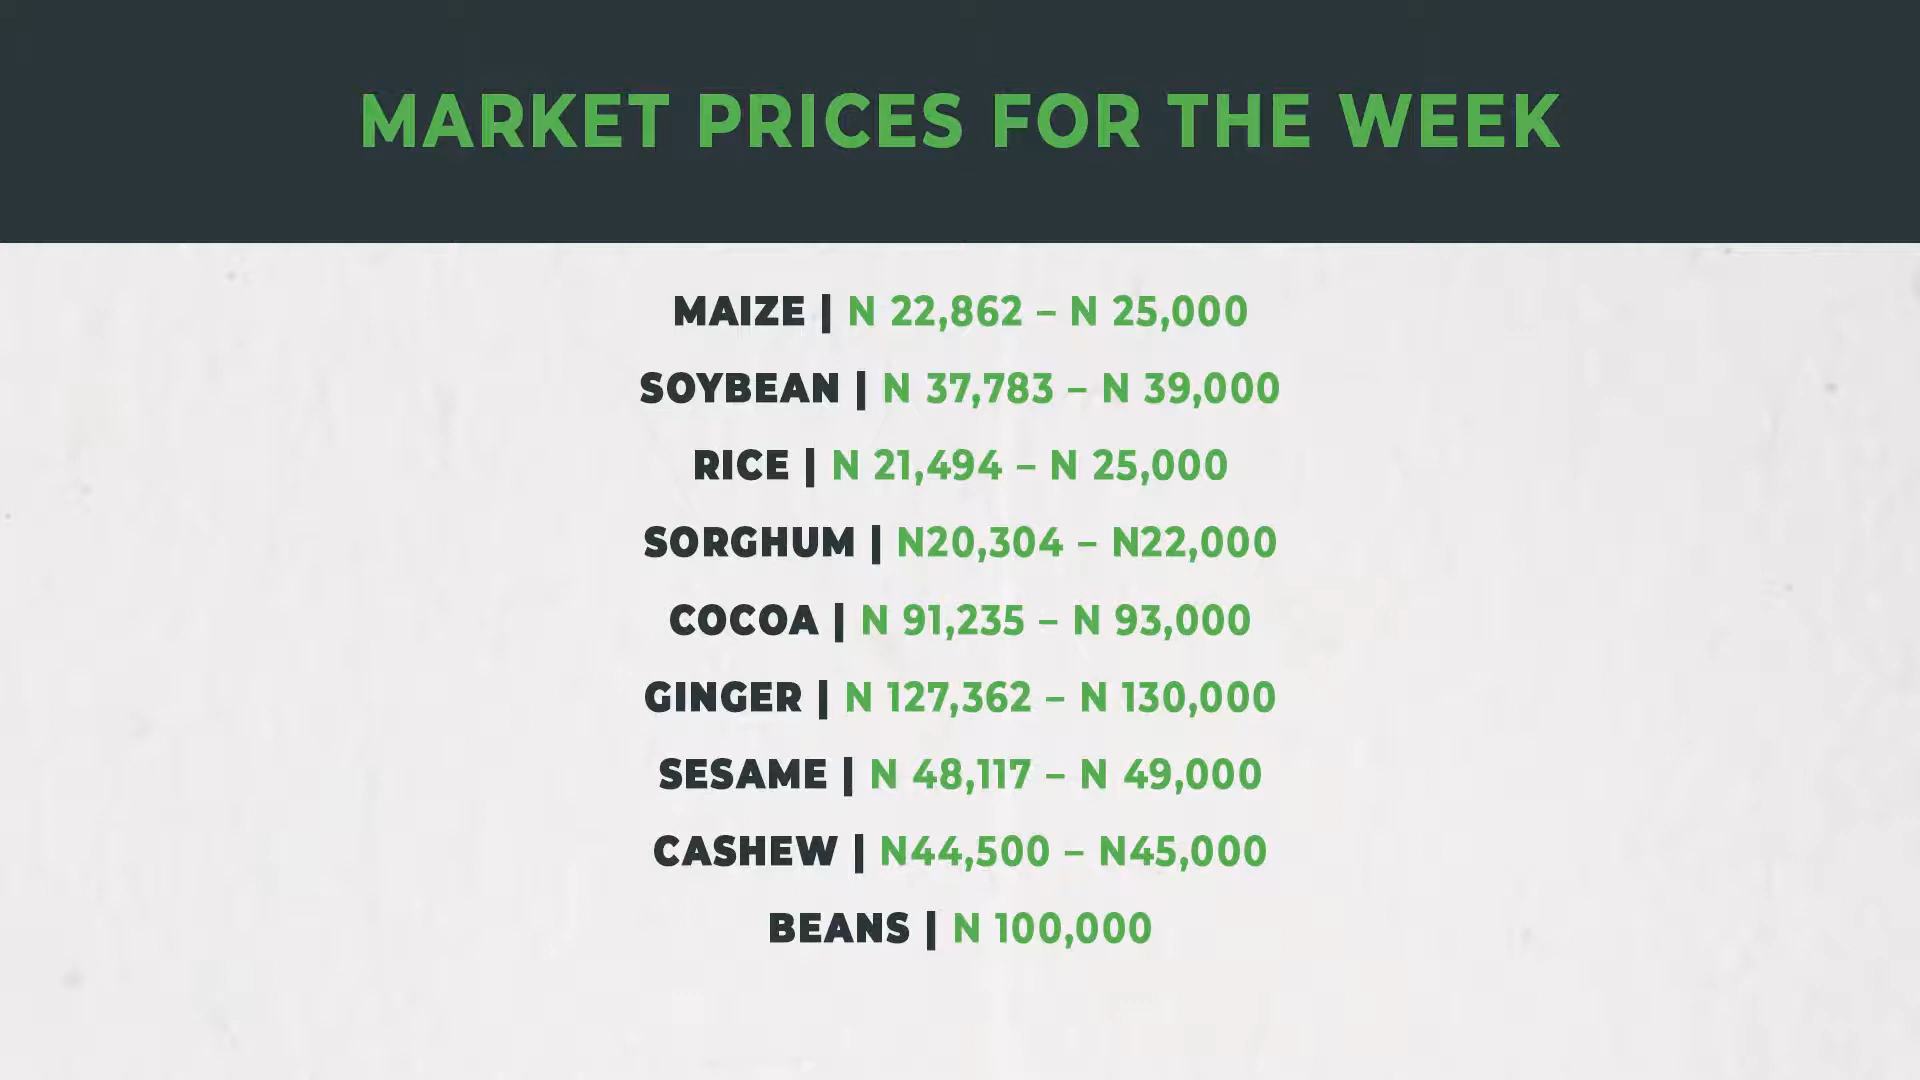 MARKET PRICES FOR THE WEEK
MAIZE | N 22,862 – N 25,000
SOYBEAN | N 37,783 – N 39,000
RICE | N 21,494 – N 25,000
SORGHUM | N20,304 – N22,000
COCOA | N 91,235 – N 93,000
GINGER | N 127,362 – N 130,000
SESAME | N 48,117 – N 49,000
CASHEW | N44,500 – N45,000
BEANS | N 100,000